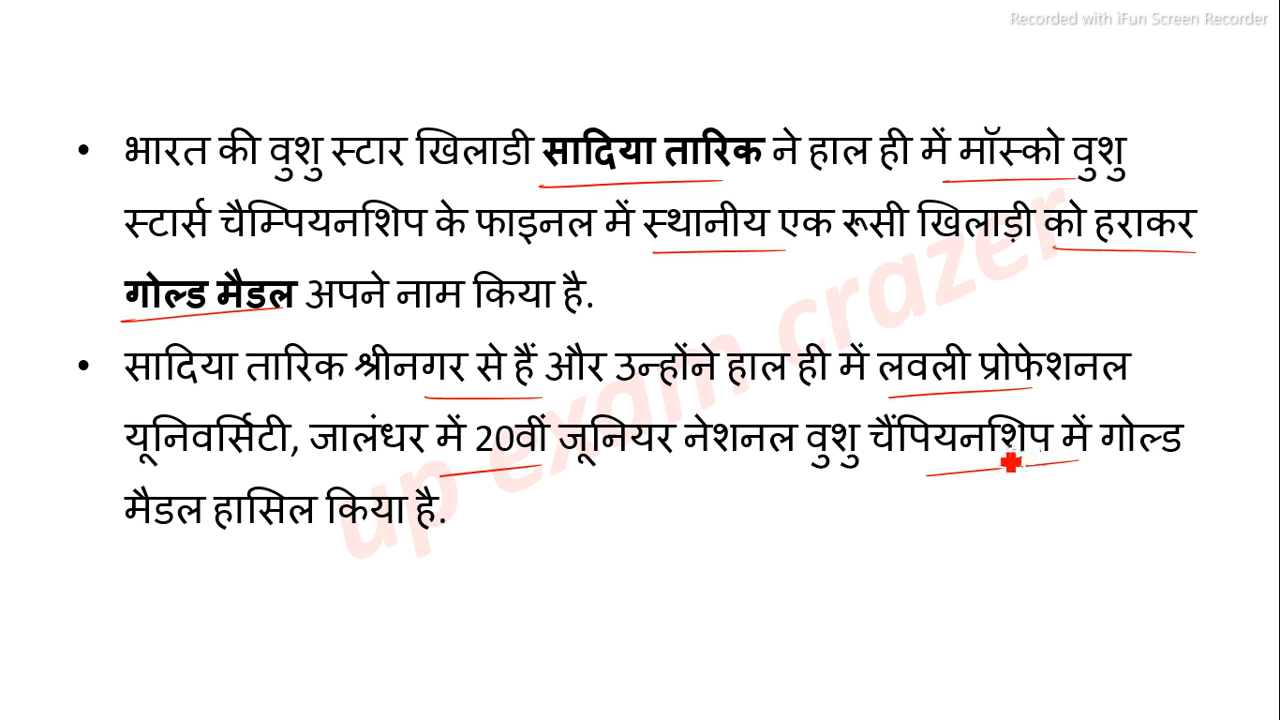 Recorded with iFun Screen Recorder
• भारत की वुशु स्टार खिलाडी सादिया तारिक ने हाल ही में मॉस्को वुशु
स्टार्स चैम्पियनशिप के फाइनल में स्थानीय एक रूसी खिलाड़ी को हराकर
गोल्ड मैडल अपने नाम किया है.
• सादिया तारिक श्रीनगर से हैं और उन्होंने हाल ही में लवली प्रोफेशनल
यूनिवर्सिटी, जालंधर में 20वीं जूनियर नेशनल वुशु चैंपियनशिप में गोल्ड
मैडल हासिल किया है.
up exam crazer